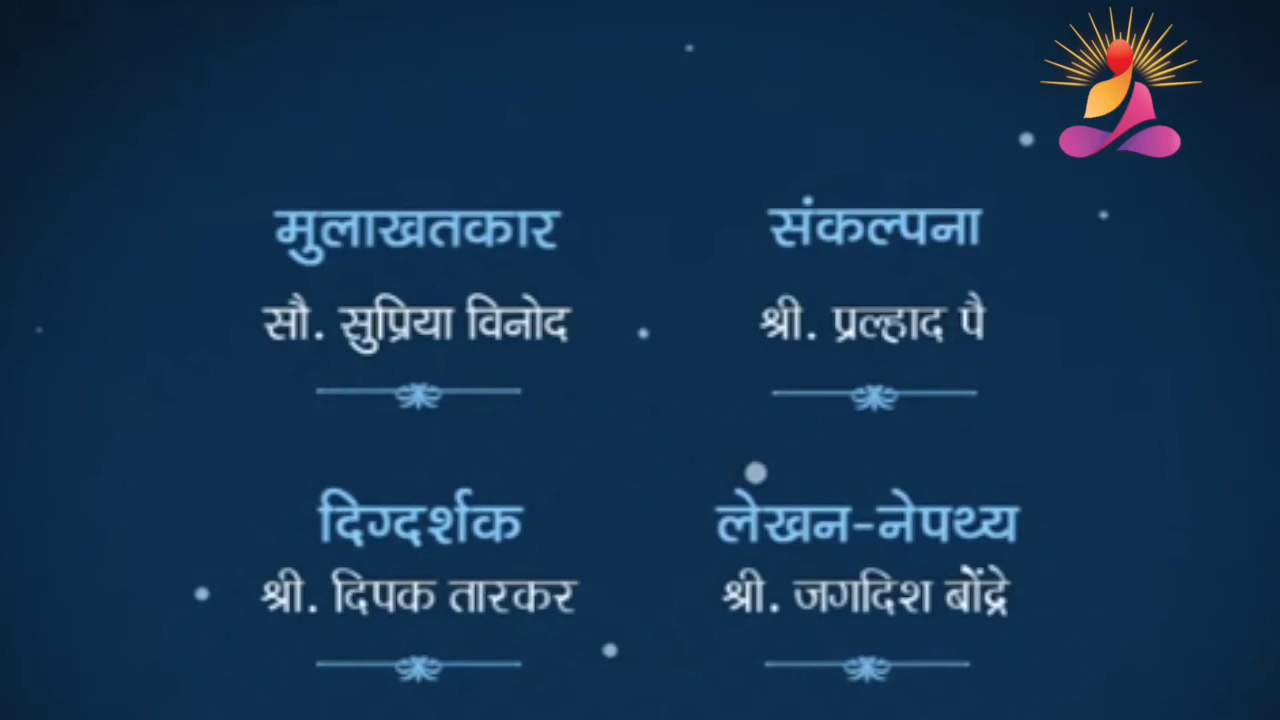 मुलाखतकार
सौ. सुप्रिया विनोद
संकल्पना
श्री. प्रल्हाद पै
दिग्दर्शक
श्री. दिपक तारकर
लेखन-नेपथ्य
श्री. जगदिश बोंद्रे